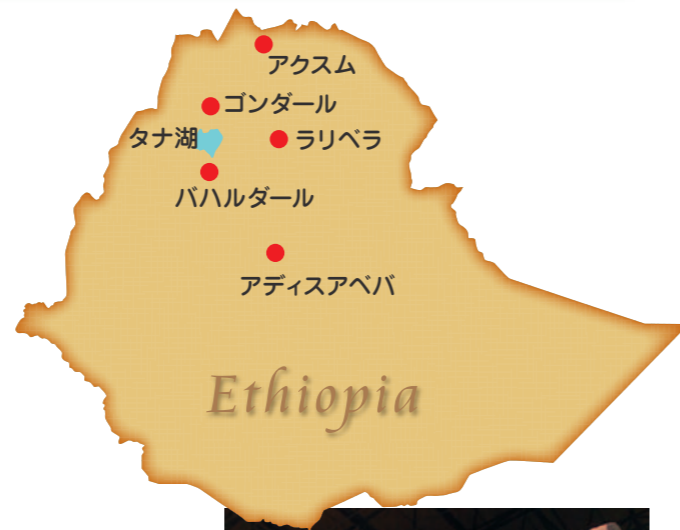 アクスム
ゴンダール
タナ湖
ラリベラ
バハルダール
アディスアベバ
Ethiopia